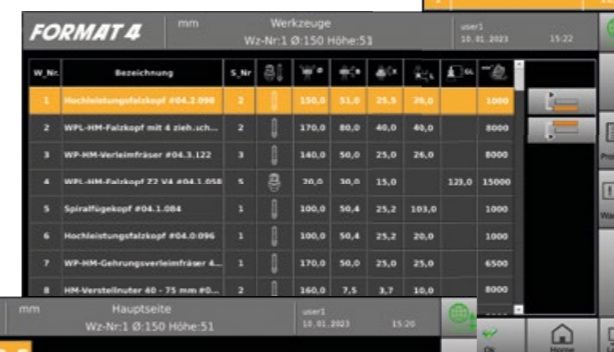 FORMAT 4
mm
Werkzeuge
Wz-Nr:1 Ø:150 Höhe:51
user1
10.01.2023
15:22
W_Nr. Bezeichnung S_Nr
1 Hochleistungsfalzkopf #04.2.098 2 150,0 51,0 25,5 20,0 1000
2 WPL-HM-Falzkopf mit 4 zieh.sch... 2 170,0 80,0 40,0 40,0 8000
3 WP-HM-Verleimfräser #04.3.122 3 140,0 50,0 25,0 26,0 8000
4 WPL-HM-Falzkopf Z2 V4 #04.1.058 5 20,0 30,0 15,0 123,0 15000
5 Spiralfügekopf #04.1.084 1 100,0 50,4 25,2 103,0 1000
6 Hochleistungsfalzkopf #04.0.096 1 100,0 50,4 25,2 20,0 1000
7 WP-HM-Gehrungsverleimfräser 4... 1 170,0 50,0 25,0 25,0 6500
8 HM-Verstellnuter 40 - 75 mm #0... 2 160,0 7,5 3,7 10,0 8000
mm
Hauptseite
Wz-Nr:1 Ø:150 Höhe:51
user1
10.01.2023
15:20
Ok
Home